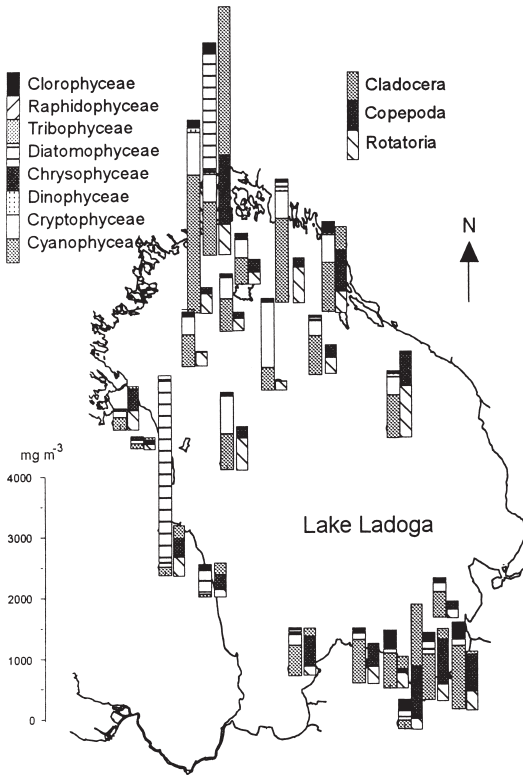 Clorophyceae
Raphidophyceae
Tribophyceae
Diatomophyceae
Chrysophyceae
Dinophyceae
Cryptophyceae
Cyanophyceae
Cladocera
Copepoda
Rotatoria
N
mg m-3
4000
3000
2000
1000
0
Lake Ladoga